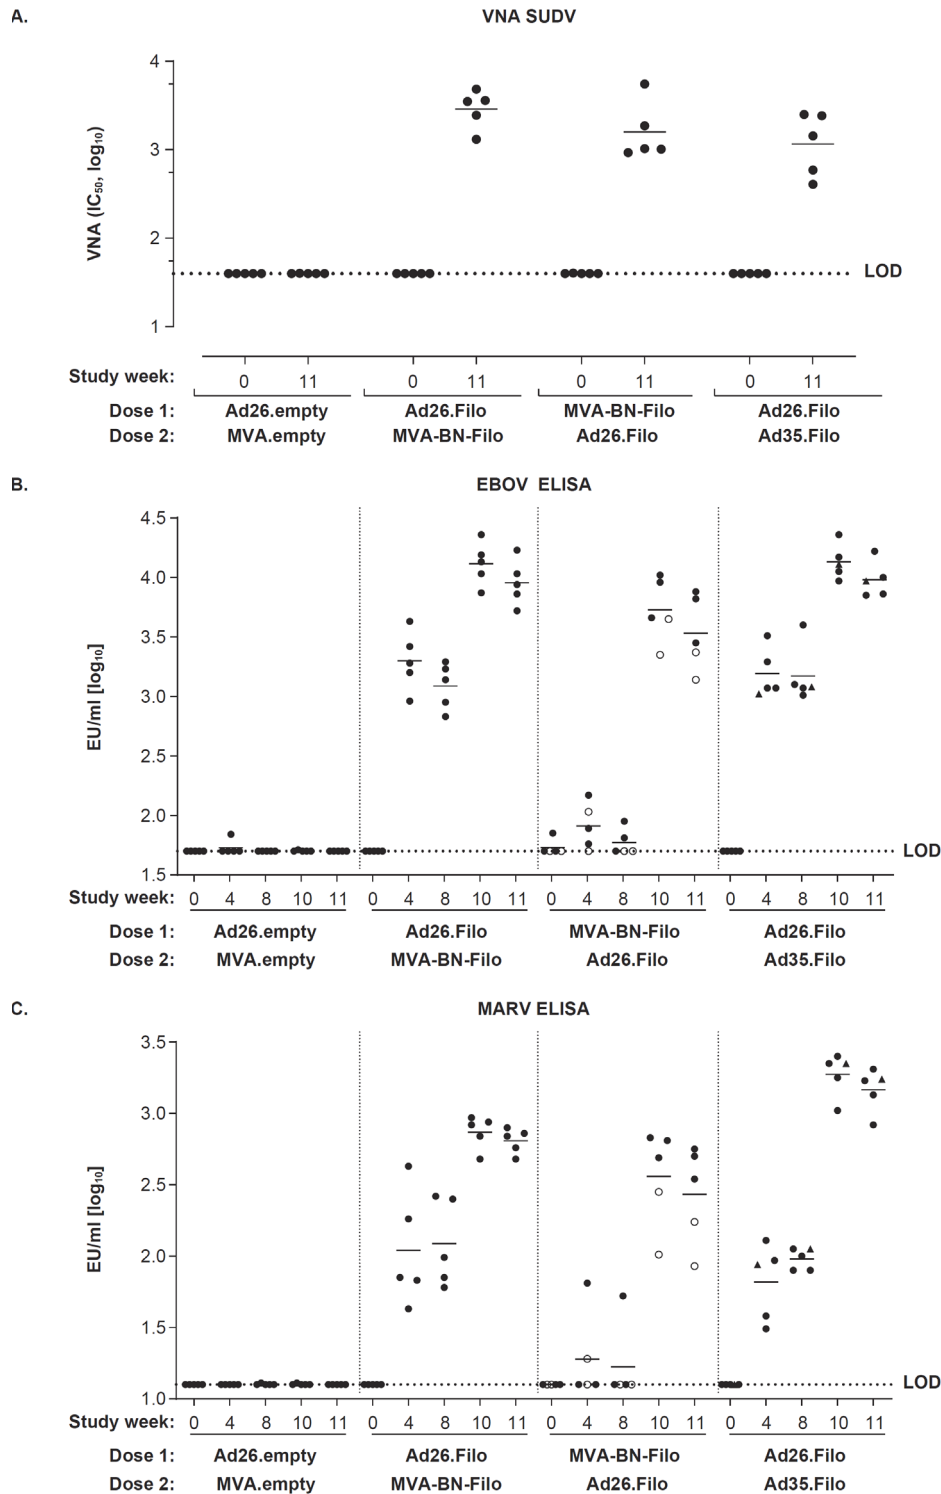 A.
VNA SUDV
4
3
2
1
VNA (IC50, log10)
LOD
Study week: 0 11 0 11 0 11 0 11
Dose 1: Ad26.empty Ad26.Filo MVA-BN-Filo Ad26.Filo
Dose 2: MVA.empty MVA-BN-Filo Ad26.Filo Ad35.Filo
B.
EBOV ELISA
4.5
4.0
3.5
3.0
2.5
2.0
1.5
EU/ml [log10]
LOD
Study week: 0 4 8 10 11 0 4 8 10 11 0 4 8 10 11 0 4 8 10 11
Dose 1: Ad26.empty Ad26.Filo MVA-BN-Filo Ad26.Filo
Dose 2: MVA.empty MVA-BN-Filo Ad26.Filo Ad35.Filo
C.
MARV ELISA
3.5
3.0
2.5
2.0
1.5
1.0
EU/ml [log10]
LOD
Study week: 0 4 8 10 11 0 4 8 10 11 0 4 8 10 11 0 4 8 10 11
Dose 1: Ad26.empty Ad26.Filo MVA-BN-Filo Ad26.Filo
Dose 2: MVA.empty MVA-BN-Filo Ad26.Filo Ad35.Filo